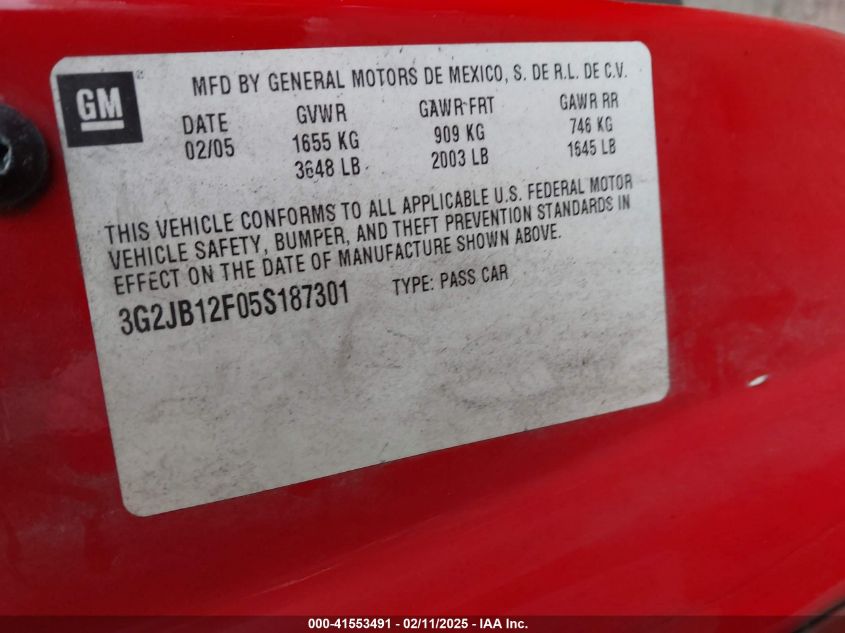 GM
MFD BY GENERAL MOTORS DE MEXICO, S. DE R.L. DE C.V.
DATE GVWR GAWR FRT GAWR RR
02/05 1655 KG 909 KG 746 KG
3648 LB 2003 LB 1645 LB
THIS VEHICLE CONFORMS TO ALL APPLICABLE U.S. FEDERAL MOTOR
VEHICLE SAFETY, BUMPER, AND THEFT PREVENTION STANDARDS IN
EFFECT ON THE DATE OF MANUFACTURE SHOWN ABOVE.
3G2JB12F05S187301 TYPE: PASS CAR
000-41553491 - 02/11/2025 - IAA Inc.